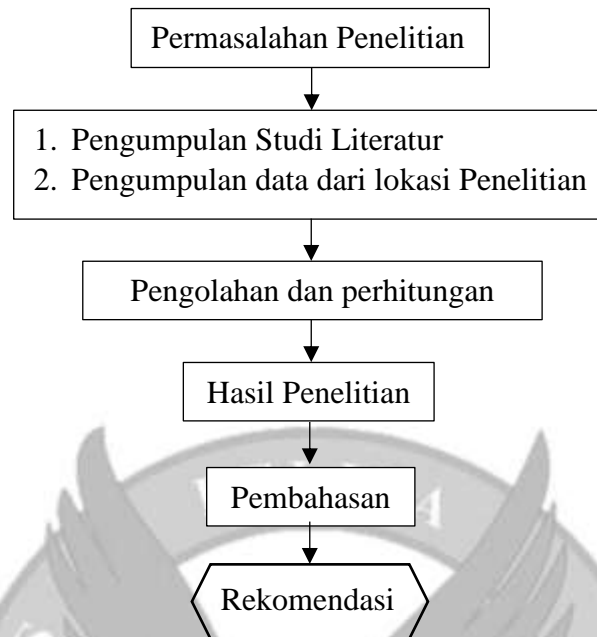 Permasalahan Penelitian
1. Pengumpulan Studi Literatur
2. Pengumpulan data dari lokasi Penelitian
Pengolahan dan perhitungan
Hasil Penelitian
Pembahasan
Rekomendasi